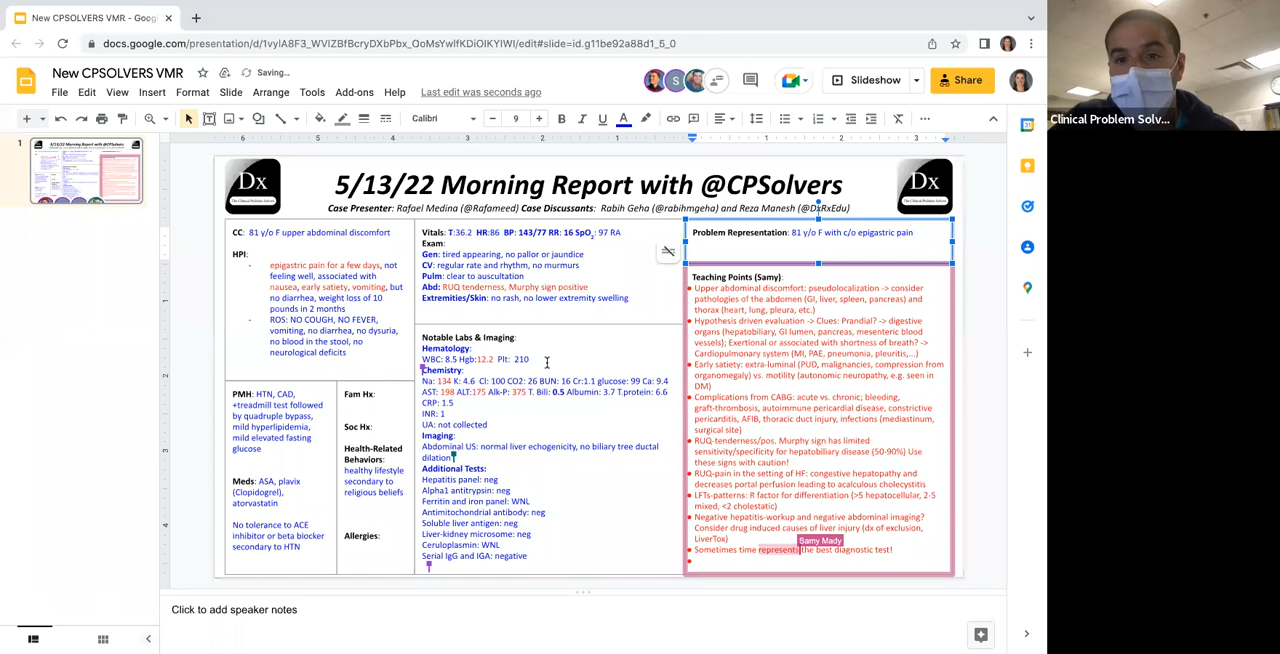 New CPSOLVERS VMR - Goog
docs.google.com/presentation/d/1vylA8F3_VWIZBfBcryDXbPbx_OoMsYwlfKDiOIKYIWI/edit#slide=id.g11be92a88d1_5_0
New CPSOLVERS VMR
Saving...
File Edit View Insert Format Slide Arrange Tools Add-ons Help
Last edit was seconds ago
S
Slideshow
Share
Calibri
9
1
5/13/22 Morning Report with @CPSolvers
Case Presenter: Rafael Medina (@Rafameed) Case Discussants: Rabih Geha (@rabihmgeha) and Reza Manesh (@DxRxEdu)
Dx
The Clinical Problem Solvers
Dx
The Clinical Problem Solvers
CC: 81 y/o F upper abdominal discomfort
HPI:
- epigastric pain for a few days, not
feeling well, associated with
nausea, early satiety, vomiting, but
no diarrhea, weight loss of 10
pounds in 2 months
- ROS: NO COUGH, NO FEVER,
vomiting, no diarrhea, no dysuria,
no blood in the stool, no
neurological deficits
PMH: HTN, CAD,
+treadmill test followed
by quadruple bypass,
mild hyperlipidemia,
mild elevated fasting
glucose
Meds: ASA, plavix
(Clopidogrel),
atorvastatin
No tolerance to ACE
inhibitor or beta blocker
secondary to HTN
Fam Hx:
Soc Hx:
Health-Related
Behaviors:
healthy lifestyle
secondary to
religious beliefs
Allergies:
Vitals: T:36.2 HR:86 BP: 143/77 RR: 16 SpO2: 97 RA
Exam:
Gen: tired appearing, no pallor or jaundice
CV: regular rate and rhythm, no murmurs
Pulm: clear to auscultation
Abd: RUQ tenderness, Murphy sign positive
Extremities/Skin: no rash, no lower extremity swelling
Notable Labs & Imaging:
Hematology:
WBC: 8.5 Hgb:12.2 Plt: 210
Chemistry:
Na: 134 K: 4.6 Cl: 100 CO2: 26 BUN: 16 Cr:1.1 glucose: 99 Ca: 9.4
AST: 198 ALT:175 Alk-P: 375 T. Bili: 0.5 Albumin: 3.7 T.protein: 6.6
CRP: 1.5
INR: 1
UA: not collected
Imaging:
Abdominal US: normal liver echogenicity, no biliary tree ductal
dilation
Additional Tests:
Hepatitis panel: neg
Alpha1 antitrypsin: neg
Ferritin and iron panel: WNL
Antimitochondrial antibody: neg
Soluble liver antigen: neg
Liver-kidney microsome: neg
Ceruloplasmin: WNL
Serial IgG and IGA: negative
Problem Representation: 81 y/o F with c/o epigastric pain
Teaching Points (Samy):
Upper abdominal discomfort: pseudolocalization -> consider
pathologies of the abdomen (GI, liver, spleen, pancreas) and
thorax (heart, lung, pleura, etc.)
Hypothesis driven evaluation -> Clues: Prandial? -> digestive
organs (hepatobiliary, GI lumen, pancreas, mesenteric blood
vessels); Exertional or associated with shortness of breath? ->
Cardiopulmonary system (MI, PAE, pneumonia, pleuritis,...)
Early satiety: extra-luminal (PUD, malignancies, compression from
organomegaly) vs. motility (autonomic neuropathy, e.g. seen in
DM)
Complications from CABG: acute vs. chronic; bleeding,
graft-thrombosis, autoimmune pericardial disease, constrictive
pericarditis, AFIB, thoracic duct injury, infections (mediastinum,
surgical site)
RUQ-tenderness/pos. Murphy sign has limited
sensitivity/specificity for hepatobiliary disease (50-90%) Use
these signs with caution!
RUQ-pain in the setting of HF: congestive hepatopathy and
decreases portal perfusion leading to acalculous cholecystitis
LFTs-patterns: R factor for differentiation (>5 hepatocellular, 2-5
mixed, <2 cholestatic)
Negative hepatitis-workup and negative abdominal imaging?
Consider drug induced causes of liver injury (dx of exclusion,
LiverTox)
Samy Mady
Sometimes time represents the best diagnostic test!
Click to add speaker notes
Clinical Problem Solv...